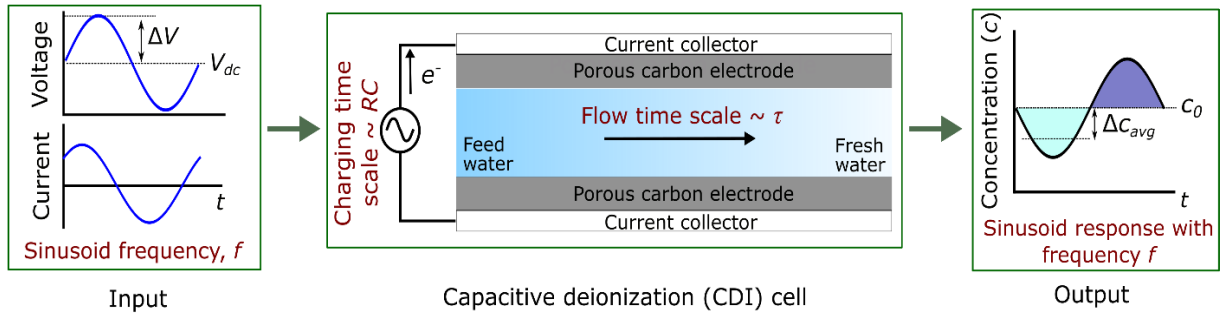 Voltage
ΔV
V_dc
Current
t
Sinusoid frequency, f
Input
Charging time
scale ~ RC
e⁻
Current collector
Porous carbon electrode
Flow time scale ~ τ
Feed
water
Fresh
water
Porous carbon electrode
Current collector
Capacitive deionization (CDI) cell
Concentration (c)
c₀
Δc_avg
t
Sinusoid response with
frequency f
Output